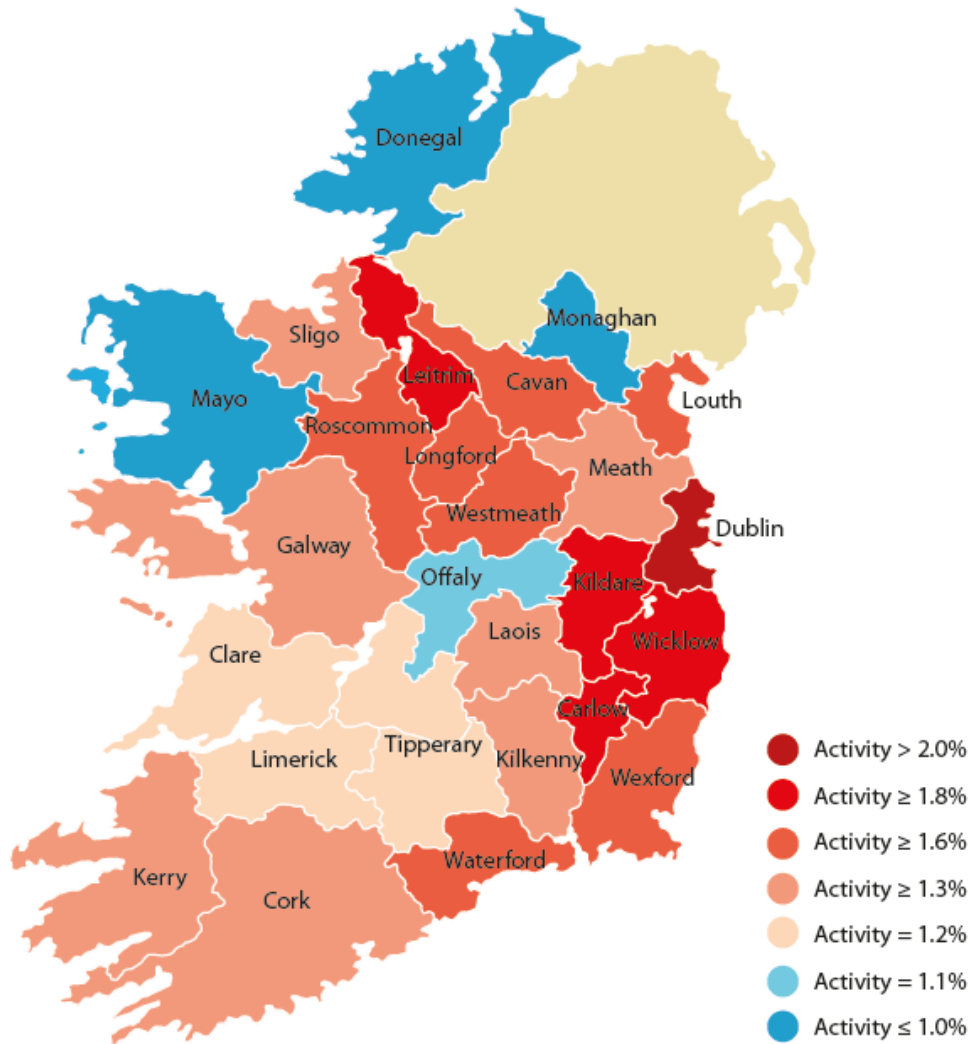 Donegal
Monaghan
Sligo
Leitrim
Cavan
Mayo
Louth
Roscommon
Longford
Meath
Westmeath
Dublin
Galway
Offaly
Kildare
Laois
Wicklow
Clare
Carlow
Tipperary
Limerick
Kilkenny
Wexford
Waterford
Kerry
Cork
Activity > 2.0%
Activity ≥ 1.8%
Activity ≥ 1.6%
Activity ≥ 1.3%
Activity = 1.2%
Activity = 1.1%
Activity ≤ 1.0%